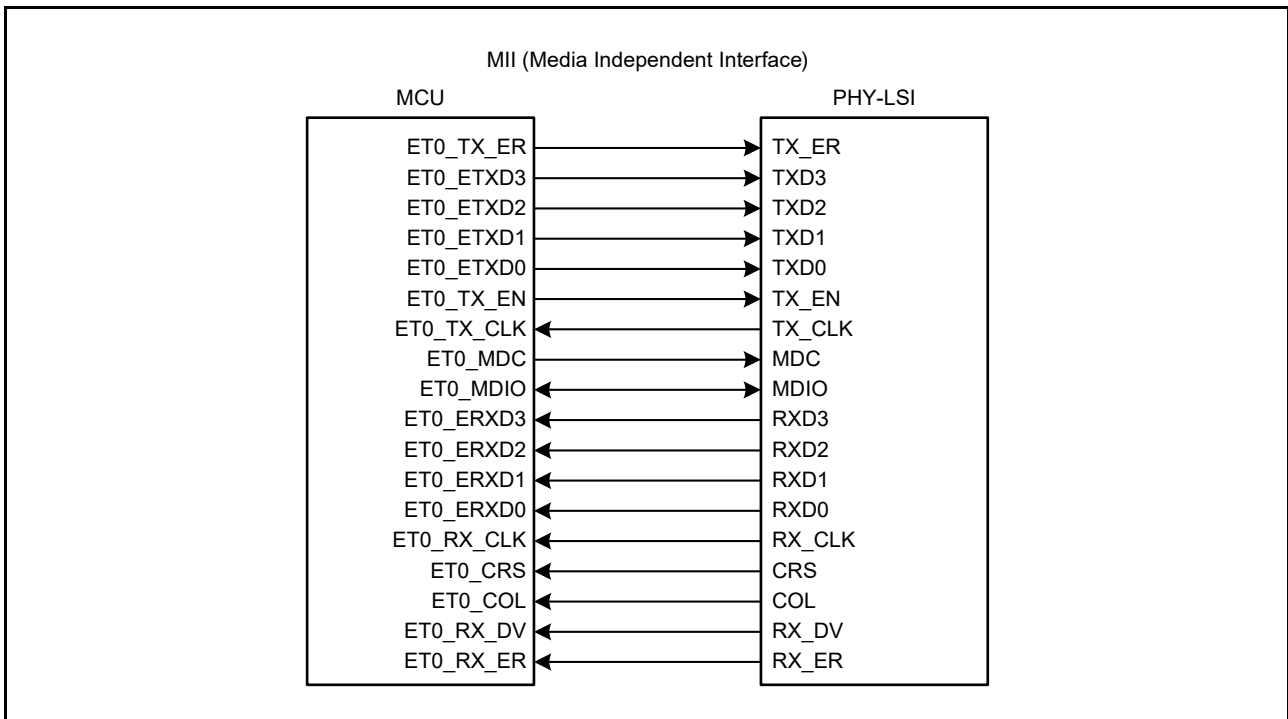 MII (Media Independent Interface)
MCU PHY-LSI
ET0_TX_ER TX_ER
ET0_ETXD3 TXD3
ET0_ETXD2 TXD2
ET0_ETXD1 TXD1
ET0_ETXD0 TXD0
ET0_TX_EN TX_EN
ET0_TX_CLK TX_CLK
ET0_MDC MDC
ET0_MDIO MDIO
ET0_ERXD3 RXD3
ET0_ERXD2 RXD2
ET0_ERXD1 RXD1
ET0_ERXD0 RXD0
ET0_RX_CLK RX_CLK
ET0_CRS CRS
ET0_COL COL
ET0_RX_DV RX_DV
ET0_RX_ER RX_ER